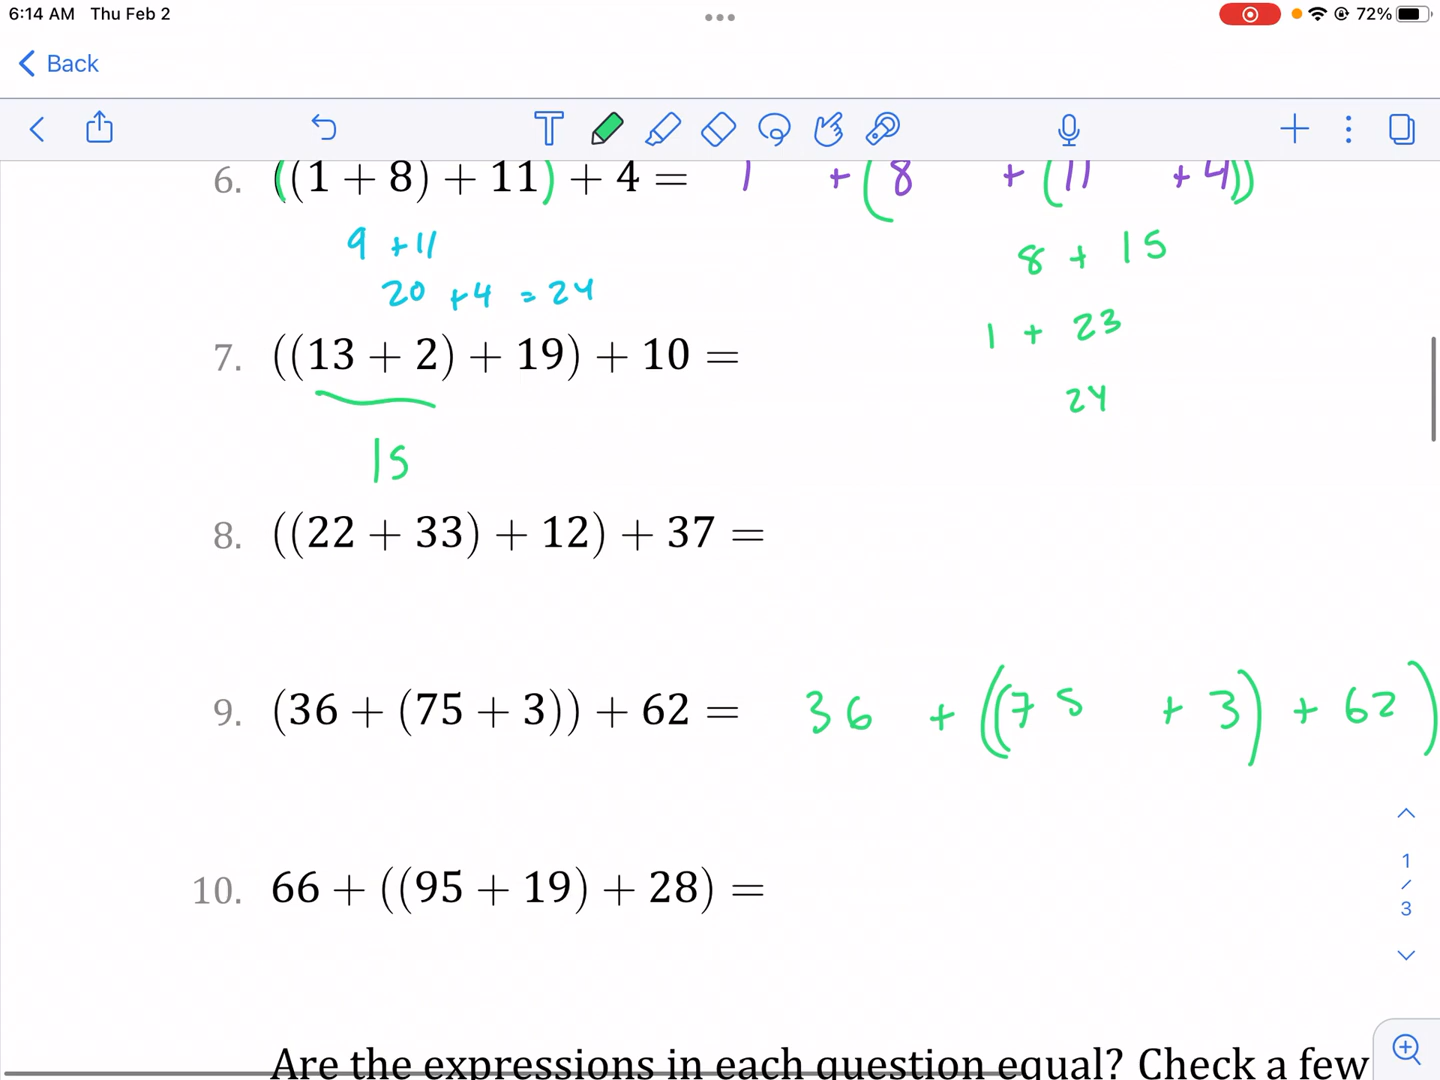 6:14 AM Thu Feb 2
72%
Back
6. ((1 + 8) + 11) + 4 = 1 + (8 + (11 + 4))
9 + 11
8 + 15
20 + 4 = 24
1 + 23
7. ((13 + 2) + 19) + 10 =
24
15
8. ((22 + 33) + 12) + 37 =
9. (36 + (75 + 3)) + 62 = 36 + ((75 + 3) + 62)
10. 66 + ((95 + 19) + 28) =
1
/
3
Are the expressions in each question equal? Check a few